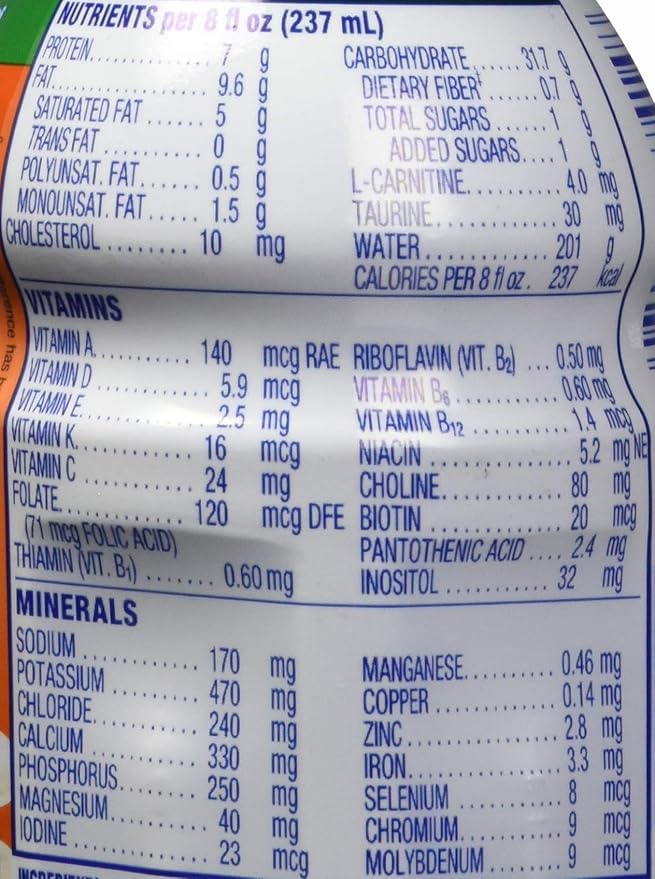 NUTRIENTS per 8 fl oz (237 mL)
PROTEIN.............. 7 g
FAT.................. 9.6 g
SATURATED FAT ...... 5 g
TRANS FAT ........... 0 g
POLYUNSAT. FAT...... 0.5 g
MONOUNSAT. FAT..... 1.5 g
CHOLESTEROL ........ 10 mg
CARBOHYDRATE....... 31.7 g
DIETARY FIBER† ...... 0.7 g
TOTAL SUGARS ...... 1 g
ADDED SUGARS.... 1 g
L-CARNITINE.......... 4.0 mg
TAURINE.............. 30 mg
WATER............... 201 g
CALORIES PER 8 fl oz. 237 kcal
VITAMINS
VITAMIN A............ 140 mcg RAE
VITAMIN D ........... 5.9 mcg
VITAMIN E............ 2.5 mg
VITAMIN K............ 16 mcg
VITAMIN C ........... 24 mg
FOLATE............... 120 mcg DFE
(71 mcg FOLIC ACID)
THIAMIN (VIT. B1) ....... 0.60 mg
RIBOFLAVIN (VIT. B2) ... 0.50 mg
VITAMIN B6 ........... 0.60 mg
VITAMIN B12 .......... 1.4 mcg
NIACIN ............... 5.2 mg NE
CHOLINE.............. 80 mg
BIOTIN ............... 20 mcg
PANTOTHENIC ACID .... 2.4 mg
INOSITOL ............ 32 mg
MINERALS
SODIUM ............. 170 mg
POTASSIUM .......... 470 mg
CHLORIDE............ 240 mg
CALCIUM ............ 330 mg
PHOSPHORUS......... 250 mg
MAGNESIUM.......... 40 mg
IODINE .............. 23 mcg
MANGANESE.......... 0.46 mg
COPPER ............. 0.14 mg
ZINC................ 2.8 mg
IRON................ 3.3 mg
SELENIUM ........... 8 mcg
CHROMIUM........... 9 mcg
MOLYBDENUM........ 9 mcg